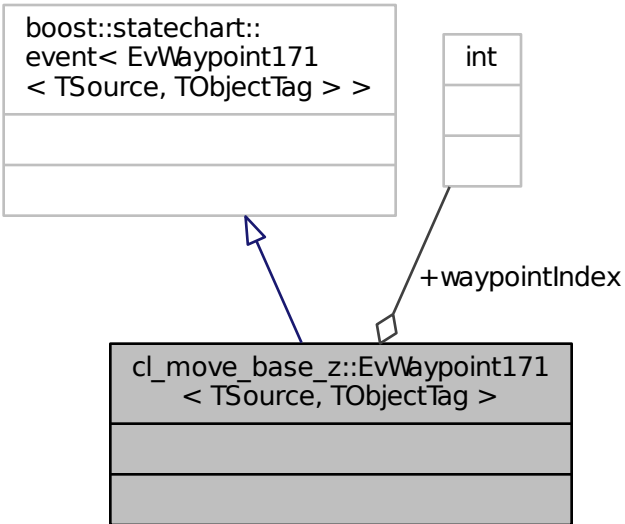 boost::statechart::
event< EvWaypoint171
< TSource, TObjectTag > >
int
+waypointIndex
cl_move_base_z::EvWaypoint171
< TSource, TObjectTag >